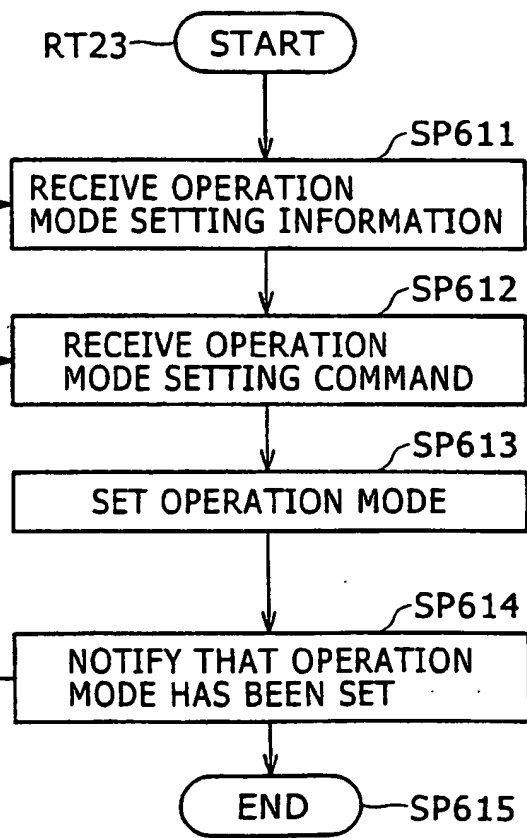 RT23 START
SP611
RECEIVE OPERATION
MODE SETTING INFORMATION
SP612
RECEIVE OPERATION
MODE SETTING COMMAND
SP613
SET OPERATION MODE
SP614
NOTIFY THAT OPERATION
MODE HAS BEEN SET
END SP615